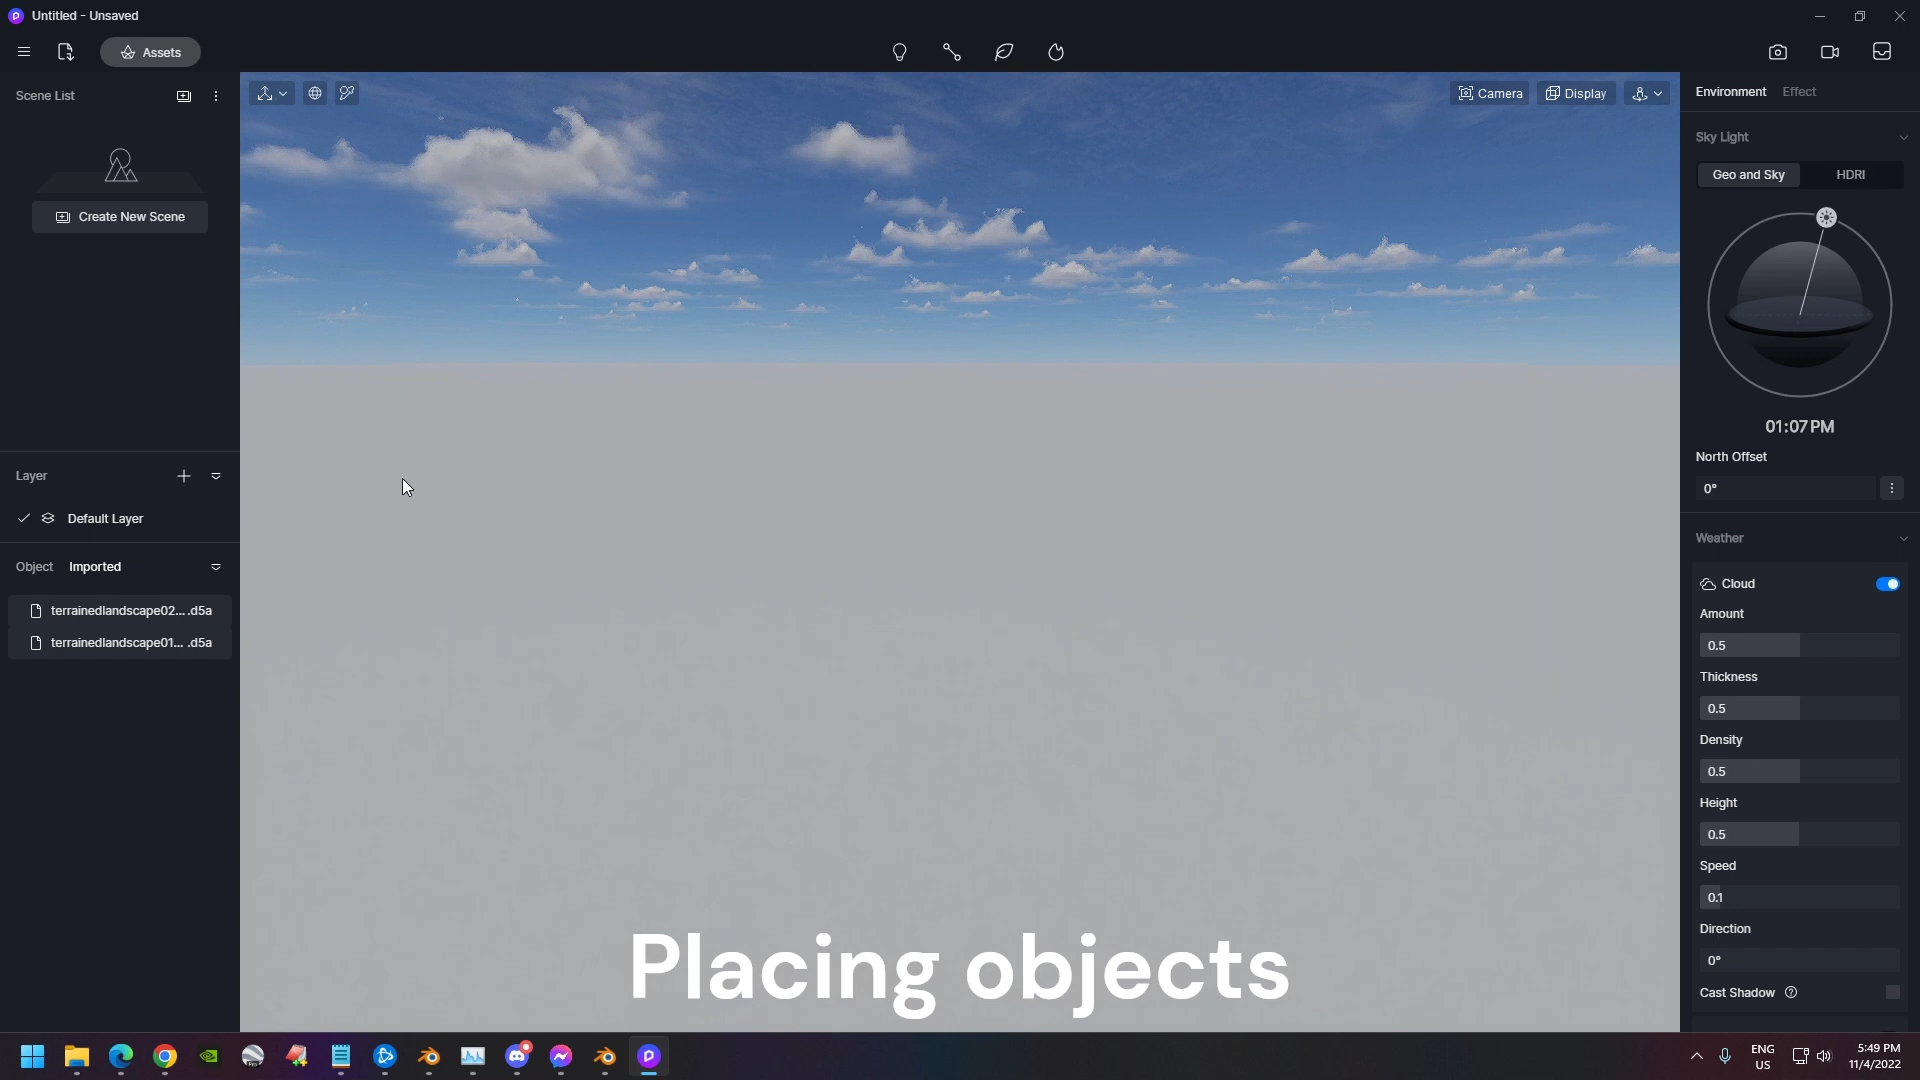 Untitled - Unsaved
Assets
Scene List
Create New Scene
Layer
Default Layer
Object Imported
terrainedlandscape02... .d5a
terrainedlandscape01... .d5a
Camera
Display
Environment Effect
Sky Light
Geo and Sky HDRI
01:07 PM
North Offset
0°
Weather
Cloud
Amount
0.5
Thickness
0.5
Density
0.5
Height
0.5
Speed
0.1
Direction
0°
Cast Shadow
Placing objects
ENG
US
5:49 PM
11/4/2022